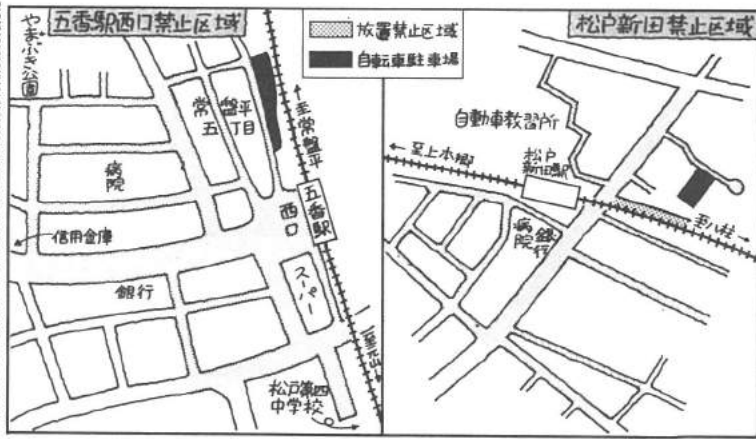 五香駅西口禁止区域
やまぶき公園
常盤平
五丁目
至常盤平
病院
西口
五香駅
信用金庫
スーパー
銀行
至元山
松戸第四
中学校
放置禁止区域
自転車駐車場
松戸新田禁止区域
自動車教習所
至上本郷
松戸
新田駅
至八柱
銀行
病院